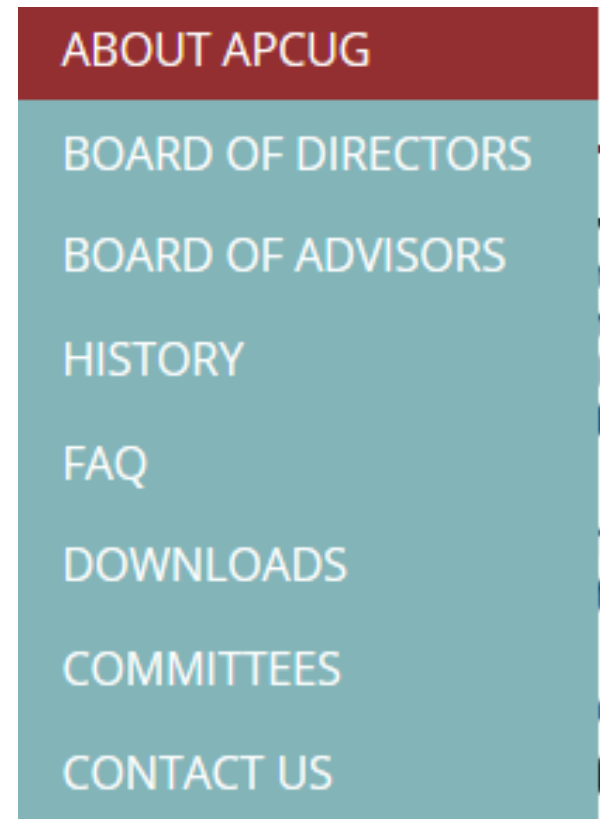 ABOUT APCUG
BOARD OF DIRECTORS
BOARD OF ADVISORS
HISTORY
FAQ
DOWNLOADS
COMMITTEES
CONTACT US